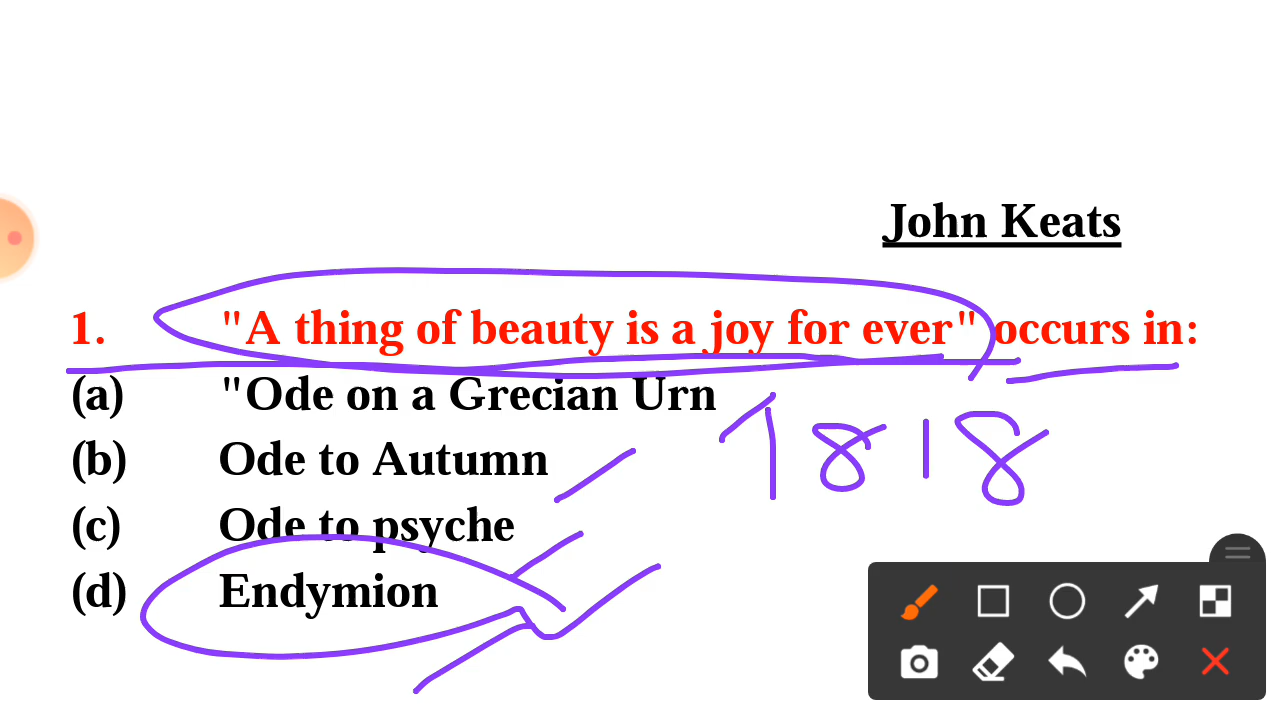 John Keats
1. "A thing of beauty is a joy for ever" occurs in:
(a) "Ode on a Grecian Urn
(b) Ode to Autumn
1818
(c) Ode to psyche
(d) Endymion